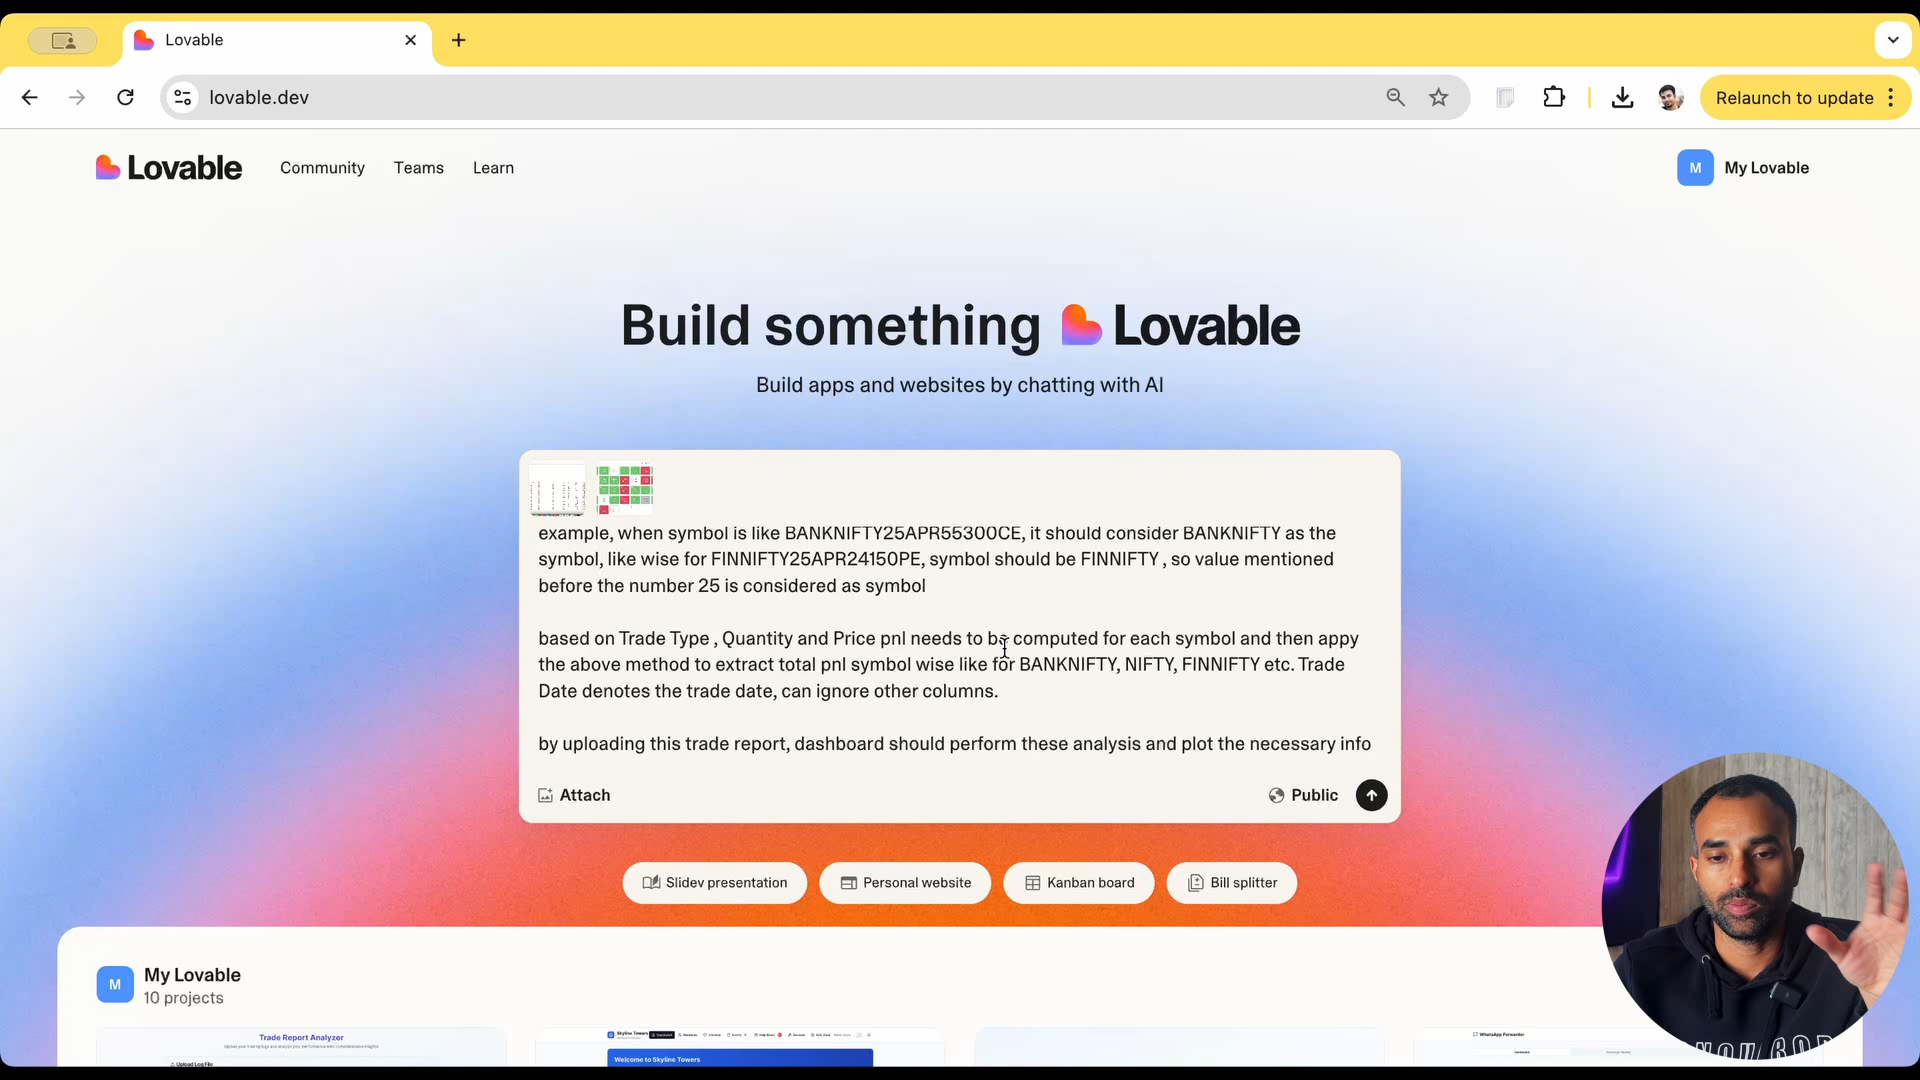 Lovable
lovable.dev
Relaunch to update
Lovable
Community
Teams
Learn
M
My Lovable
Build something Lovable
Build apps and websites by chatting with AI
example, when symbol is like BANKNIFTY25APR55300CE, it should consider BANKNIFTY as the
symbol, like wise for FINNIFTY25APR24150PE, symbol should be FINNIFTY , so value mentioned
before the number 25 is considered as symbol
based on Trade Type , Quantity and Price pnl needs to be computed for each symbol and then appy
the above method to extract total pnl symbol wise like for BANKNIFTY, NIFTY, FINNIFTY etc. Trade
Date denotes the trade date, can ignore other columns.
by uploading this trade report, dashboard should perform these analysis and plot the necessary info
Attach
Public
Slidev presentation
Personal website
Kanban board
Bill splitter
M
My Lovable
10 projects
Trade Report Analyzer
Upload Log File
Skyline Towers
Welcome to Skyline Towers
WhatsApp Forwarder